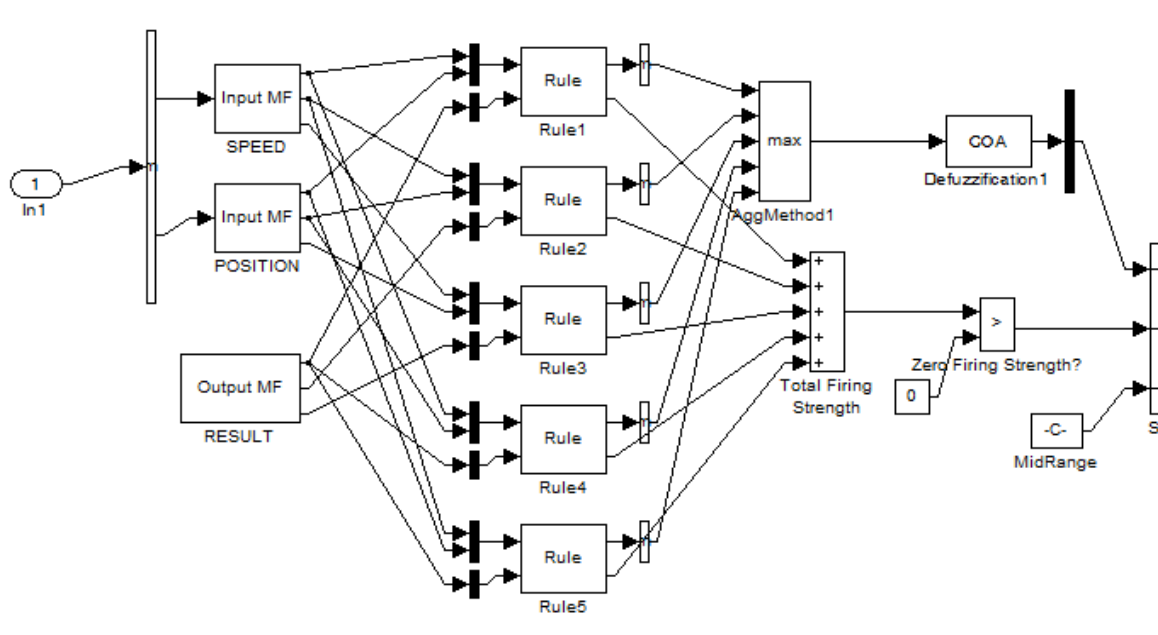 1
In1
m
Input MF
SPEED
Input MF
POSITION
Output MF
RESULT
Rule
Rule1
Rule
Rule2
Rule
Rule3
Rule
Rule4
Rule
Rule5
m
m
m
m
m
max
AggMethod1
COA
Defuzzification1
+
+
+
+
+
Total Firing
Strength
>
Zero Firing Strength?
0
-C-
MidRange
S